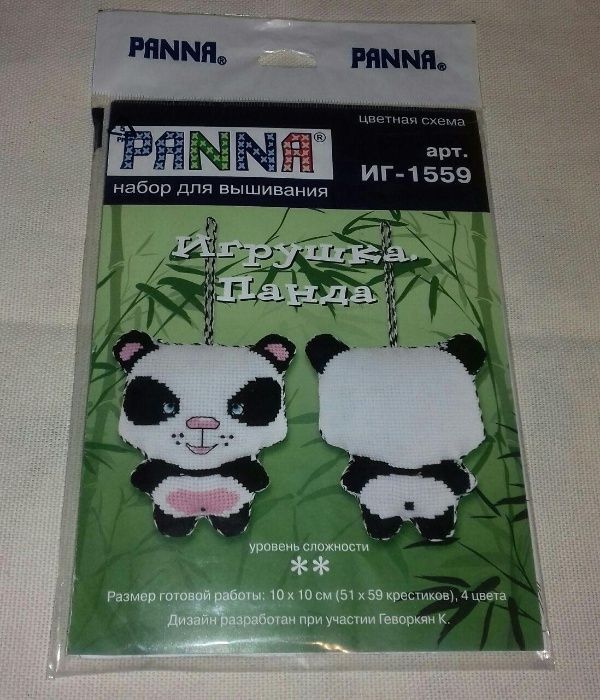 PANNA® PANNA®
цветная схема
PANNA®
арт.
ИГ-1559
набор для вышивания
Игрушка.
Панда
уровень сложности
**
Размер готовой работы: 10 х 10 см (51 х 59 крестиков), 4 цвета
Дизайн разработан при участии Геворкян К.